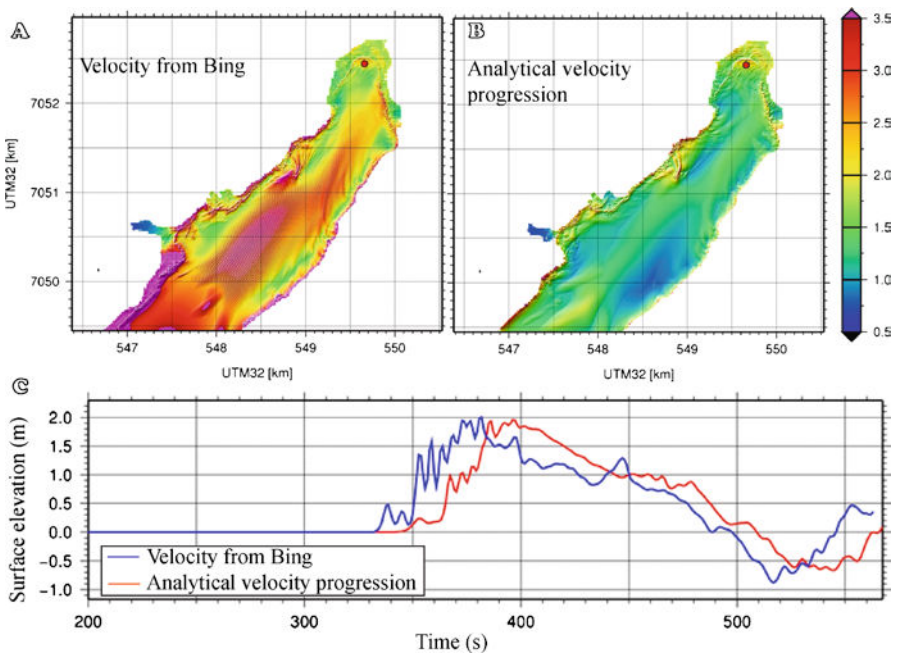 A
Velocity from Bing
UTM32 [km]
7052
7051
7050
547
548
549
550
UTM32 [km]
B
Analytical velocity
progression
547
548
549
550
UTM32 [km]
3.5
3.0
2.5
2.0
1.5
1.0
0.5
C
Surface elevation (m)
2.0
1.5
1.0
0.5
0.0
-0.5
-1.0
Velocity from Bing
Analytical velocity progression
200
300
400
500
Time (s)